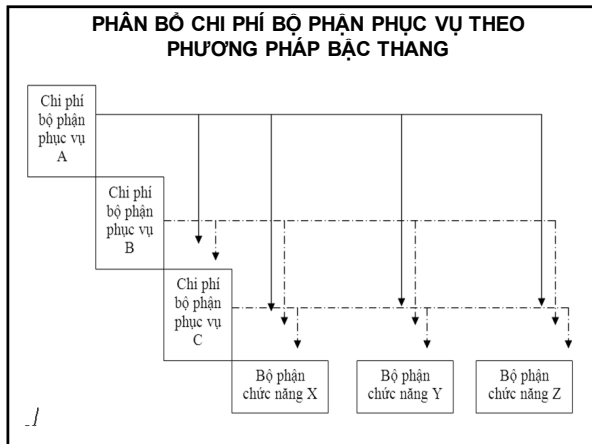 PHÂN BỔ CHI PHÍ BỘ PHẬN PHỤC VỤ THEO
PHƯƠNG PHÁP BẬC THANG
Chi phí
bộ phận
phục vụ
A
Chi phí
bộ phận
phục vụ
B
Chi phí
bộ phận
phục vụ
C
Bộ phận
chức năng X
Bộ phận
chức năng Y
Bộ phận
chức năng Z